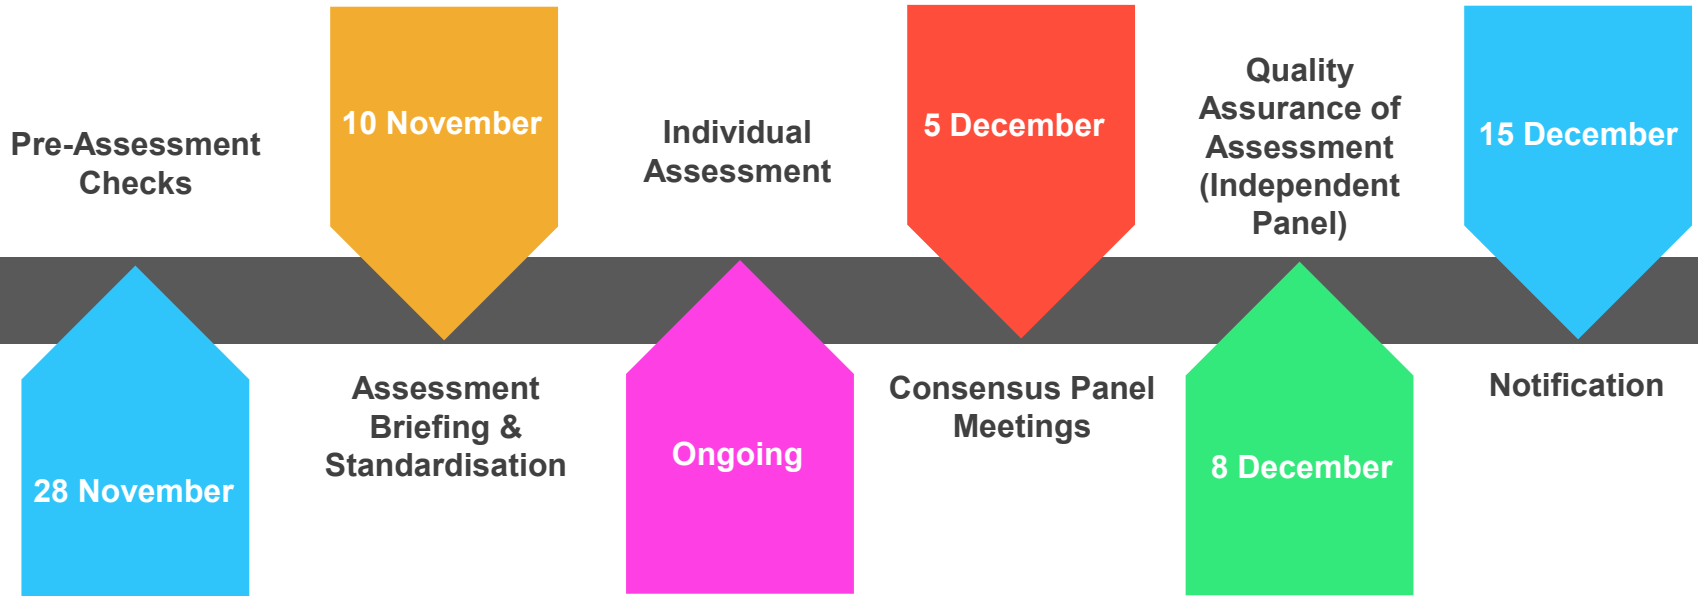 Pre-Assessment
Checks
28 November
10 November
Assessment
Briefing &
Standardisation
Individual
Assessment
Ongoing
5 December
Consensus Panel
Meetings
Quality
Assurance of
Assessment
(Independent
Panel)
8 December
15 December
Notification